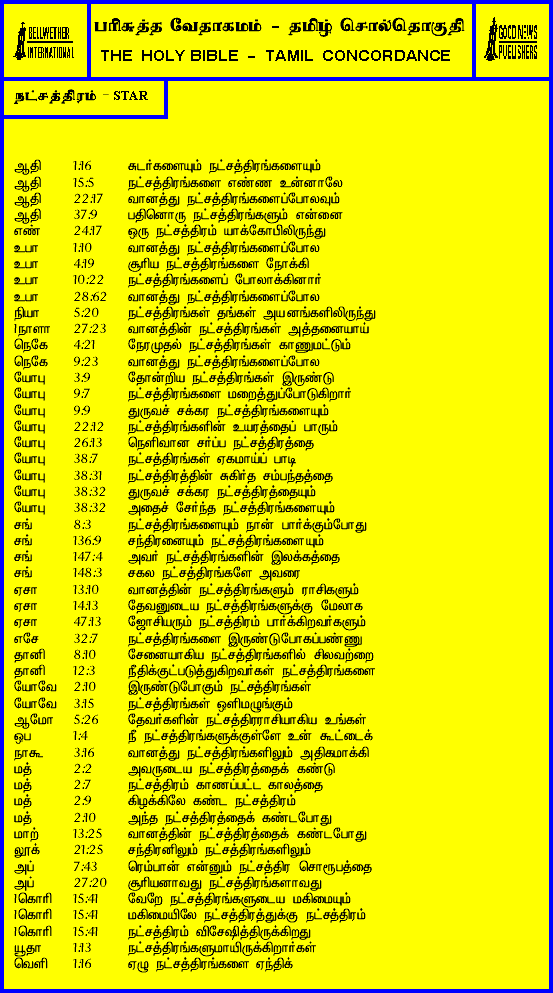 BELLWETHER INTERNATIONAL
பரிசுத்த வேதாகமம் - தமிழ் சொல்தொகுதி
THE HOLY BIBLE - TAMIL CONCORDANCE
GOOD NEWS PUBLISHERS
நட்சத்திரம் - STAR
ஆதி 1:16 சுடர்களையும் நட்சத்திரங்களையும்
ஆதி 15:5 நட்சத்திரங்களை எண்ண உன்னாலே
ஆதி 22:17 வானத்து நட்சத்திரங்களைப்போலவும்
ஆதி 37:9 பதினொரு நட்சத்திரங்களும் என்னை
எண் 24:17 ஒரு நட்சத்திரம் யாக்கோபிலிருந்து
உபா 1:10 வானத்து நட்சத்திரங்களைப்போல
உபா 4:19 சூரிய நட்சத்திரங்களை நோக்கி
உபா 10:22 நட்சத்திரங்களைப் போலாக்கினார்
உபா 28:62 வானத்து நட்சத்திரங்களைப்போல
நியா 5:20 நட்சத்திரங்கள் தங்கள் அயனங்களிலிருந்து
1நாளா 27:23 வானத்தின் நட்சத்திரங்கள் அத்தனையாய்
நெகே 4:21 நேரமுதல் நட்சத்திரங்கள் காணுமட்டும்
நெகே 9:23 வானத்து நட்சத்திரங்களைப்போல
யோபு 3:9 தோன்றிய நட்சத்திரங்கள் இருண்டு
யோபு 9:7 நட்சத்திரங்களை மறைத்துப்போடுகிறார்
யோபு 9:9 துருவச் சக்கர நட்சத்திரங்களையும்
யோபு 22:12 நட்சத்திரங்களின் உயரத்தைப் பாரும்
யோபு 26:13 நெளிவான சர்ப்ப நட்சத்திரத்தை
யோபு 38:7 நட்சத்திரங்கள் ஏகமாய்ப் பாடி
யோபு 38:31 நட்சத்திரத்தின் சுகிர்த சம்பந்தத்தை
யோபு 38:32 துருவச் சக்கர நட்சத்திரத்தையும்
யோபு 38:32 அதைச் சேர்ந்த நட்சத்திரங்களையும்
சங் 8:3 நட்சத்திரங்களையும் நான் பார்க்கும்போது
சங் 136:9 சந்திரனையும் நட்சத்திரங்களையும்
சங் 147:4 அவர் நட்சத்திரங்களின் இலக்கத்தை
சங் 148:3 சகல நட்சத்திரங்களே அவரை
ஏசா 13:10 வானத்தின் நட்சத்திரங்களும் ராசிகளும்
ஏசா 14:13 தேவனுடைய நட்சத்திரங்களுக்கு மேலாக
ஏசா 47:13 ஜோசியரும் நட்சத்திரம் பார்க்கிறவர்களும்
எசே 32:7 நட்சத்திரங்களை இருண்டுபோகப்பண்ணு
தானி 8:10 சேனையாகிய நட்சத்திரங்களில் சிலவற்றை
தானி 12:3 நீதிக்குட்படுத்துகிறவர்கள் நட்சத்திரங்களை
யோவே 2:10 இருண்டுபோகும் நட்சத்திரங்கள்
யோவே 3:15 நட்சத்திரங்கள் ஒளிமழுங்கும்
ஆமோ 5:26 தேவர்களின் நட்சத்திரராசியாகிய உங்கள்
ஒப 1:4 நீ நட்சத்திரங்களுக்குள்ளே உன் கூட்டைக்
நாகூ 3:16 வானத்து நட்சத்திரங்களிலும் அதிகமாக்கி
மத் 2:2 அவருடைய நட்சத்திரத்தைக் கண்டு
மத் 2:7 நட்சத்திரம் காணப்பட்ட காலத்தை
மத் 2:9 கிழக்கிலே கண்ட நட்சத்திரம்
மத் 2:10 அந்த நட்சத்திரத்தைக் கண்டபோது
மாற் 13:25 வானத்தின் நட்சத்திரத்தைக் கண்டபோது
லூக் 21:25 சந்திரனிலும் நட்சத்திரங்களிலும்
அப் 7:43 ரெம்பான் என்னும் நட்சத்திர சொரூபத்தை
அப் 27:20 சூரியனாவது நட்சத்திரங்களாவது
1கொரி 15:41 வேறே நட்சத்திரங்களுடைய மகிமையும்
1கொரி 15:41 மகிமையிலே நட்சத்திரத்துக்கு நட்சத்திரம்
1கொரி 15:41 நட்சத்திரம் விசேஷித்திருக்கிறது
யூதா 1:13 நட்சத்திரங்களுமாயிருக்கிறார்கள்
வெளி 1:16 ஏழு நட்சத்திரங்களை ஏந்திக்